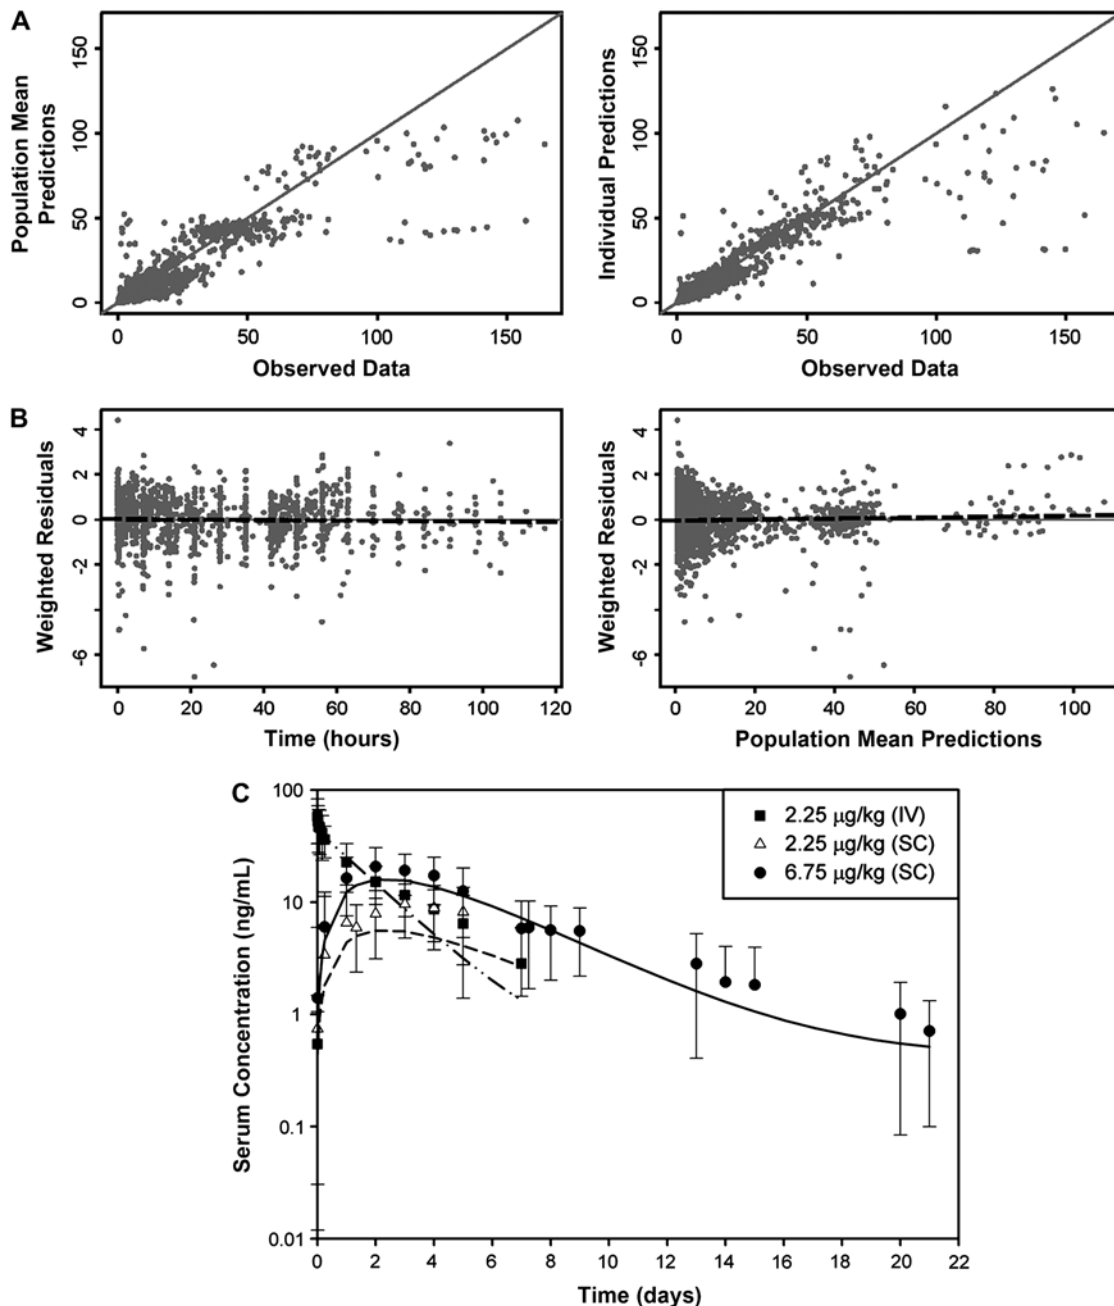 A
Population Mean
Predictions
150
100
50
0
0 50 100 150
Observed Data
Individual Predictions
150
100
50
0
0 50 100 150
Observed Data
B
Weighted Residuals
4
2
0
-2
-6
0 20 40 60 80 100 120
Time (hours)
Weighted Residuals
4
2
0
-2
-6
0 20 40 60 80 100
Population Mean Predictions
C
Serum Concentration (ng/mL)
100
10
1
0.1
0.01
2.25 μg/kg (IV)
2.25 μg/kg (SC)
6.75 μg/kg (SC)
0 2 4 6 8 10 12 14 16 18 20 22
Time (days)